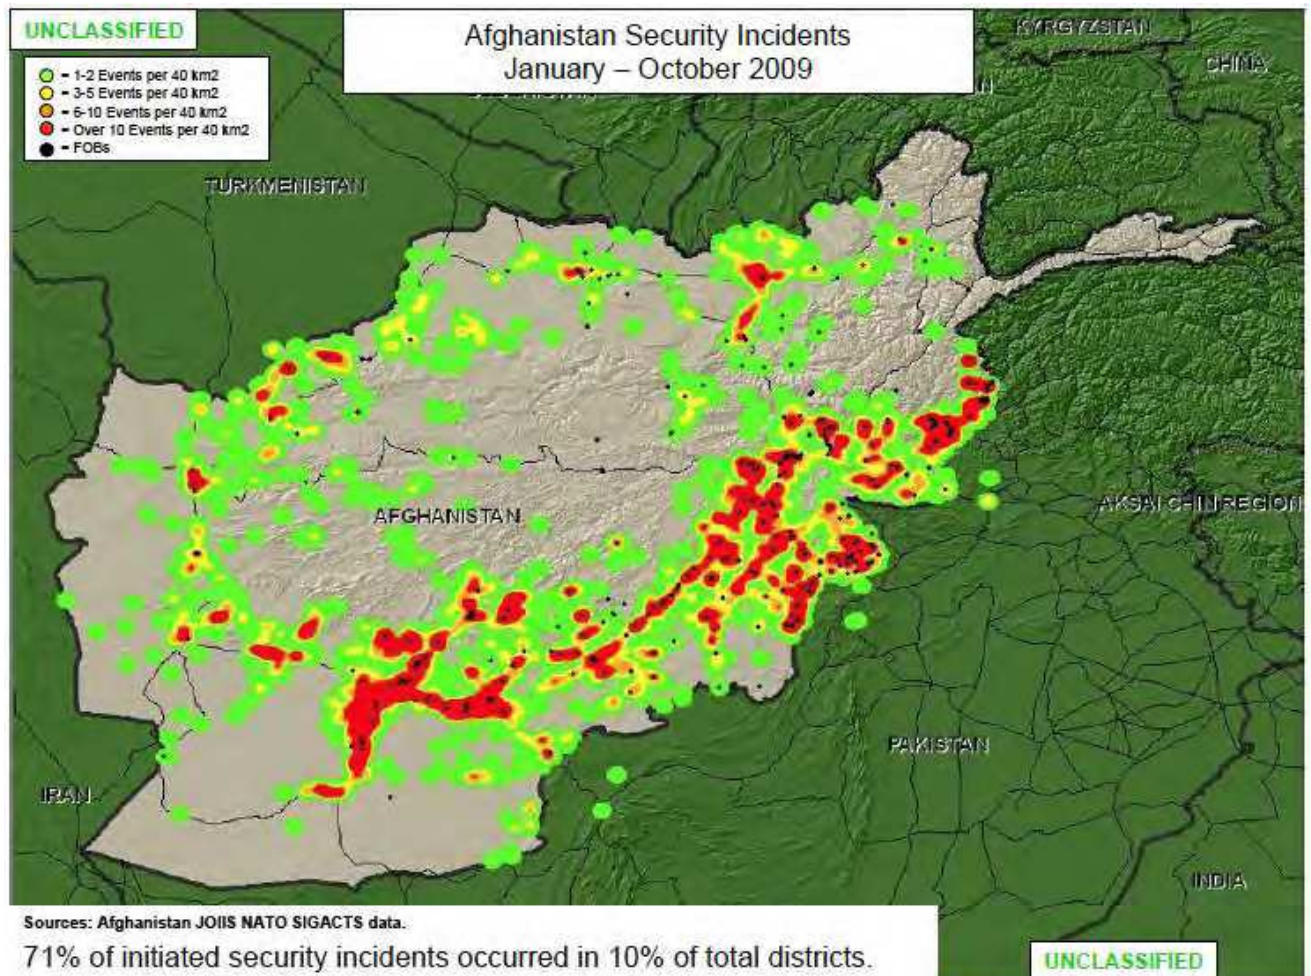 UNCLASSIFIED
Afghanistan Security Incidents
January – October 2009
= 1-2 Events per 40 km2
= 3-5 Events per 40 km2
= 6-10 Events per 40 km2
= Over 10 Events per 40 km2
= FOBs
KYRGYZSTAN
CHINA
TURKMENISTAN
AFGHANISTAN
AKSAI CHIN REGION
PAKISTAN
IRAN
INDIA
Sources: Afghanistan JOIIS NATO SIGACTS data.
71% of initiated security incidents occurred in 10% of total districts.
UNCLASSIFIED